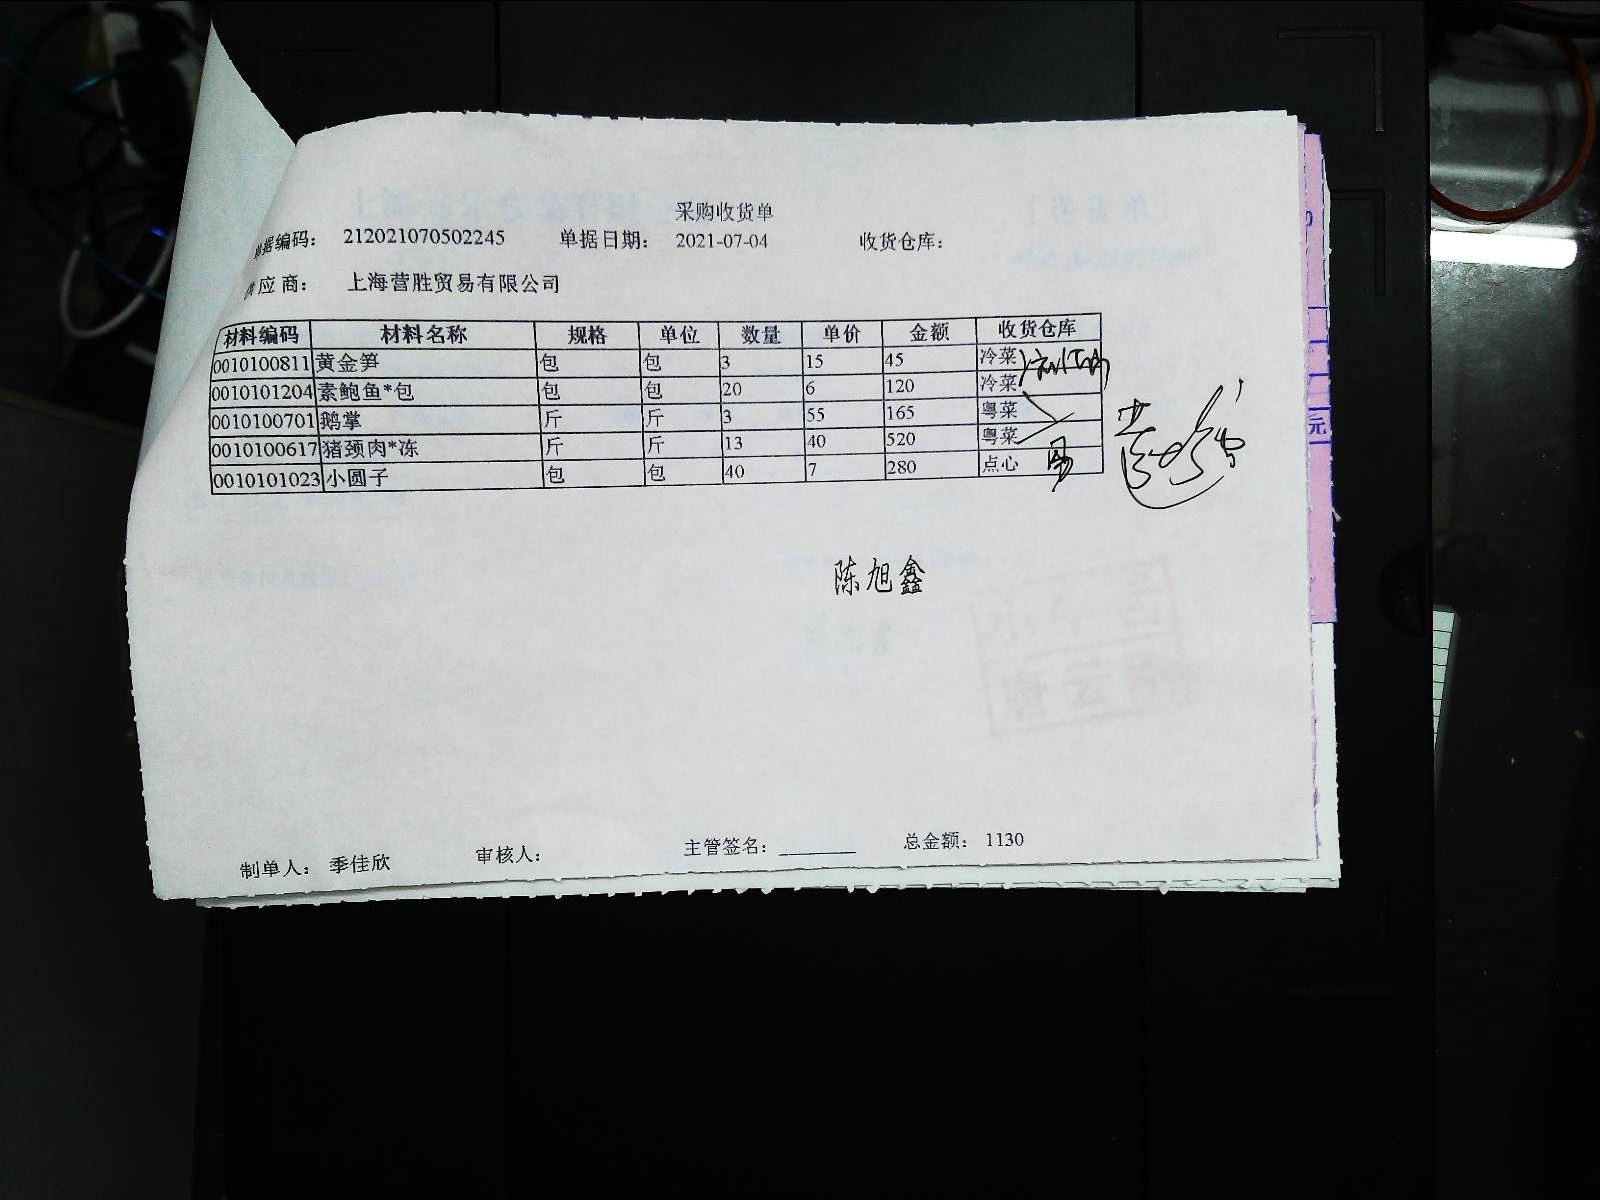 采购收货单
单据编码： 212021070502245 单据日期： 2021-07-04 收货仓库：
供应商： 上海营胜贸易有限公司
材料编码 材料名称 规格 单位 数量 单价 金额 收货仓库
0010100811 黄金笋 包 包 3 15 45 冷菜
0010101204 素鲍鱼*包 包 包 20 6 120 冷菜
0010100701 鹅掌 斤 斤 3 55 165 粤菜
0010100617 猪颈肉*冻 斤 斤 13 40 520 粤菜
0010101023 小圆子 包 包 40 7 280 点心
元
陈旭鑫
制单人： 季佳欣 审核人： 主管签名： 总金额： 1130